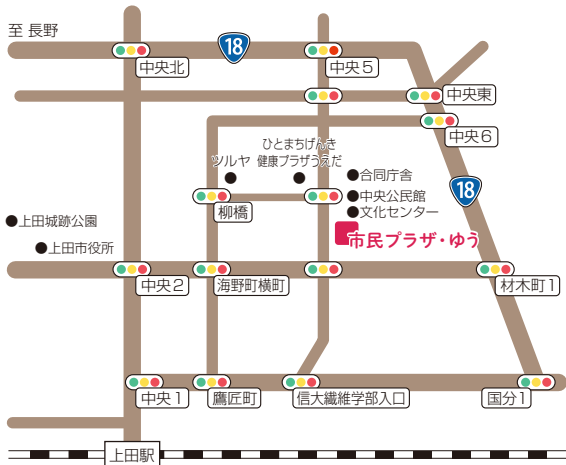 至 長野
18
中央北
中央5
中央東
中央6
ひとまちげんき
健康プラザうえだ
ツルヤ
合同庁舎
中央公民館
文化センター
柳橋
18
市民プラザ・ゆう
上田城跡公園
上田市役所
中央2
海野町横町
材木町1
中央1
鷹匠町
信大繊維学部入口
国分1
上田駅